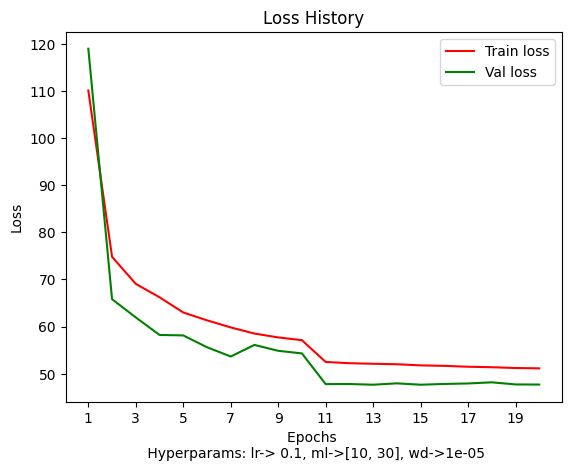 Loss History
120
110
100
90
80
70
60
50
Loss
Train loss
Val loss
1 3 5 7 9 11 13 15 17 19
Epochs
Hyperparams: lr-> 0.1, ml->[10, 30], wd->1e-05